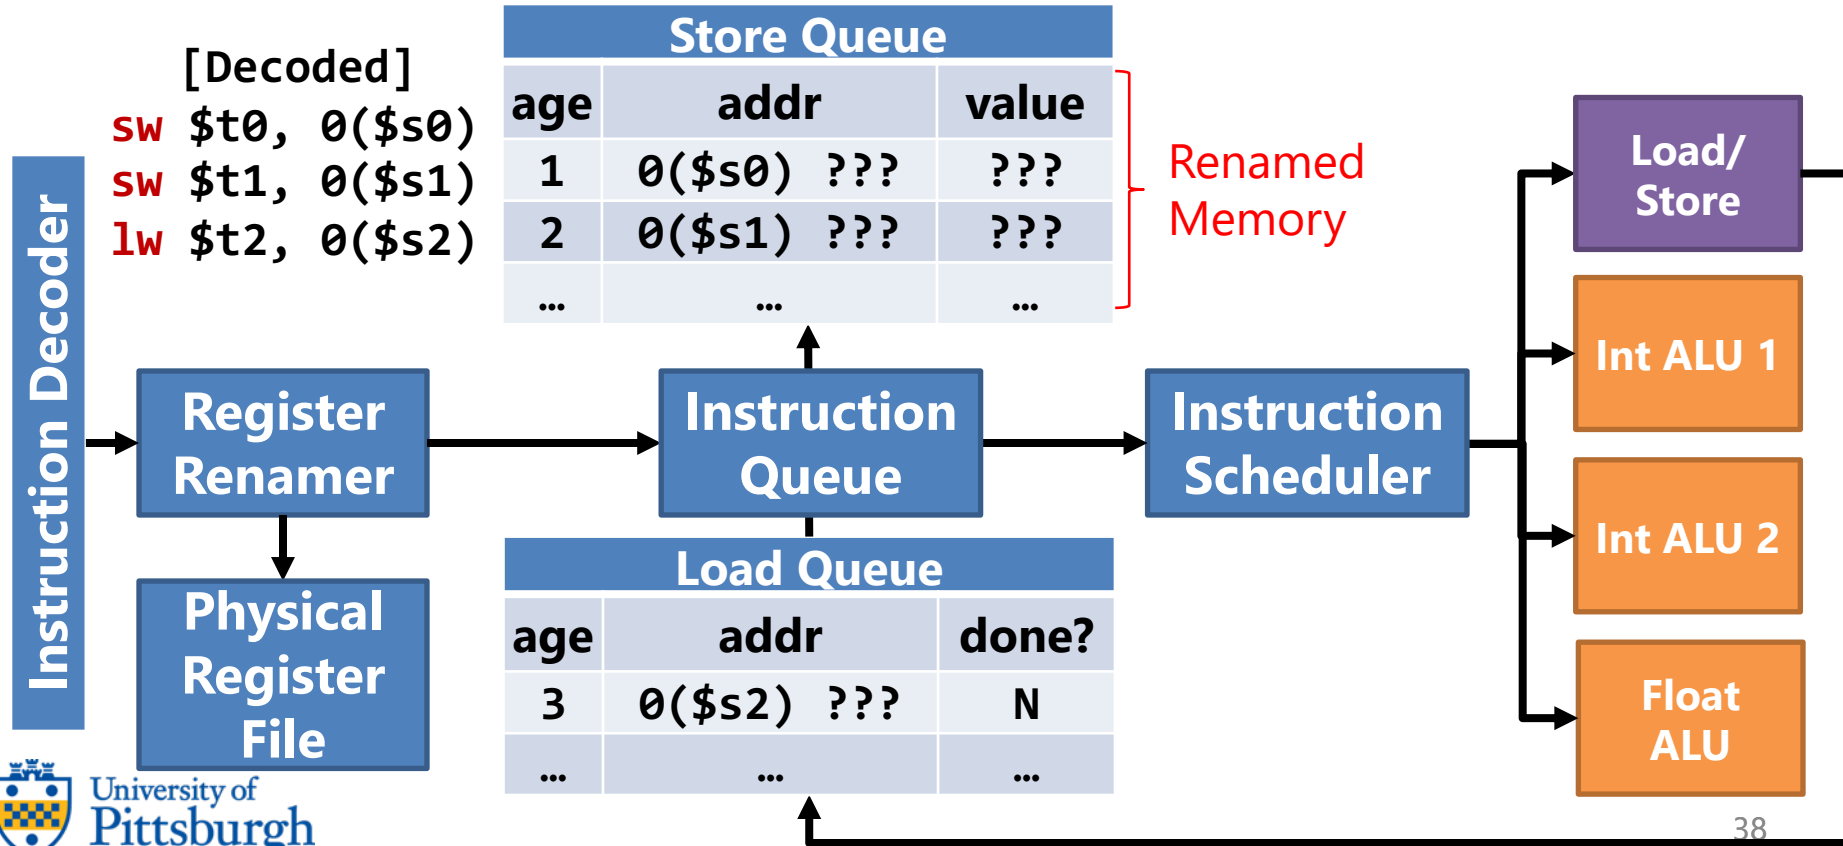 [Decoded]
sw $t0, 0($s0)
sw $t1, 0($s1)
lw $t2, 0($s2)
Store Queue
age addr value
1 0($s0) ??? ???
2 0($s1) ??? ???
… … …
Renamed
Memory
Instruction Decoder
Register
Renamer
Physical
Register
File
Instruction
Queue
Load Queue
age addr done?
3 0($s2) ??? N
… … …
Instruction
Scheduler
Load/
Store
Int ALU 1
Int ALU 2
Float
ALU
University of
Pittsburgh
38